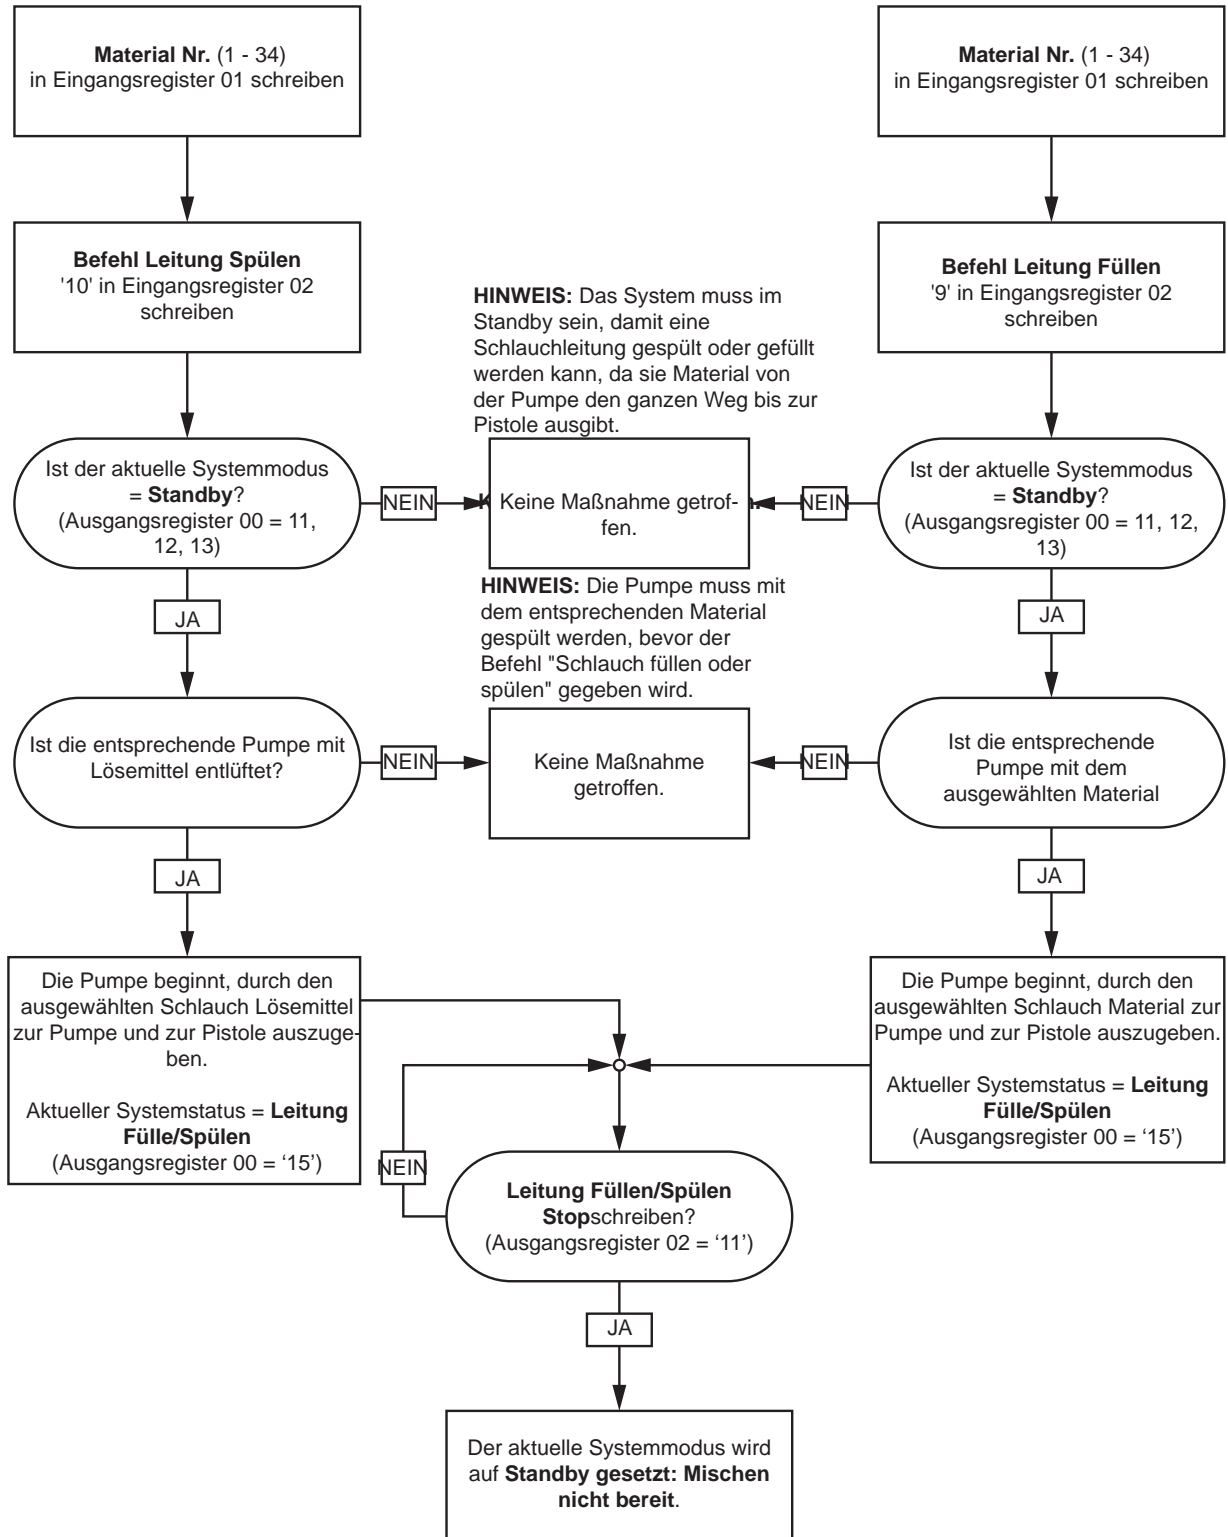 Material Nr. (1 - 34)
in Eingangsregister 01 schreiben
Material Nr. (1 - 34)
in Eingangsregister 01 schreiben
Befehl Leitung Spülen
'10' in Eingangsregister 02
schreiben
Befehl Leitung Füllen
'9' in Eingangsregister 02
schreiben
HINWEIS: Das System muss im
Standby sein, damit eine
Schlauchleitung gespült oder gefüllt
werden kann, da sie Material von
der Pumpe den ganzen Weg bis zur
Pistole ausgibt.
Ist der aktuelle Systemmodus
= Standby?
(Ausgangsregister 00 = 11,
12, 13)
NEIN
Keine Maßnahme getrof-
fen.
NEIN
Ist der aktuelle Systemmodus
= Standby?
(Ausgangsregister 00 = 11, 12,
13)
JA
HINWEIS: Die Pumpe muss mit
dem entsprechenden Material
gespült werden, bevor der
Befehl "Schlauch füllen oder
spülen" gegeben wird.
JA
Ist die entsprechende Pumpe mit
Lösemittel entlüftet?
NEIN
Keine Maßnahme
getroffen.
NEIN
Ist die entsprechende
Pumpe mit dem
ausgewählten Material
JA
JA
Die Pumpe beginnt, durch den
ausgewählten Schlauch Lösemittel
zur Pumpe und zur Pistole auszuge-
ben.
Aktueller Systemstatus = Leitung
Fülle/Spülen
(Ausgangsregister 00 = ‘15’)
Die Pumpe beginnt, durch den
ausgewählten Schlauch Material zur
Pumpe und zur Pistole auszugeben.
Aktueller Systemstatus = Leitung
Fülle/Spülen
(Ausgangsregister 00 = ‘15’)
NEIN
Leitung Füllen/Spülen
Stopschreiben?
(Ausgangsregister 02 = ‘11’)
JA
Der aktuelle Systemmodus wird
auf Standby gesetzt: Mischen
nicht bereit.